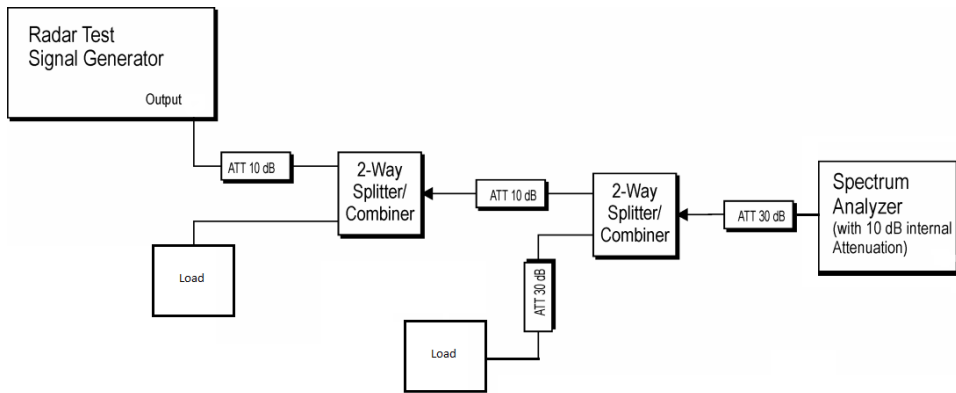 Radar Test
Signal Generator
Output
ATT 10 dB
2-Way
Splitter/
Combiner
ATT 10 dB
2-Way
Splitter/
Combiner
ATT 30 dB
Spectrum
Analyzer
(with 10 dB internal
Attenuation)
Load
ATT 30 dB
Load